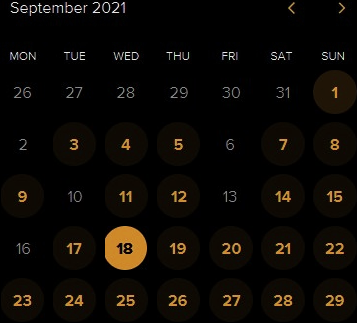 September 2021
MON TUE WED THU FRI SAT SUN
26 27 28 29 30 31 1
2 3 4 5 6 7 8
9 10 11 12 13 14 15
16 17 18 19 20 21 22
23 24 25 26 27 28 29